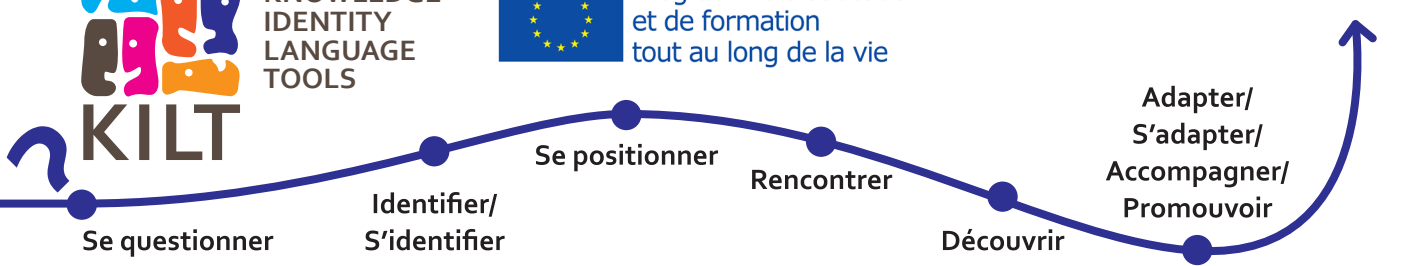 IDENTITY
LANGUAGE
TOOLS
KILT
et de formation
tout au long de la vie
?
Se questionner
Identifier/
S’identifier
Se positionner
Rencontrer
Découvrir
Adapter/
S’adapter/
Accompagner/
Promouvoir